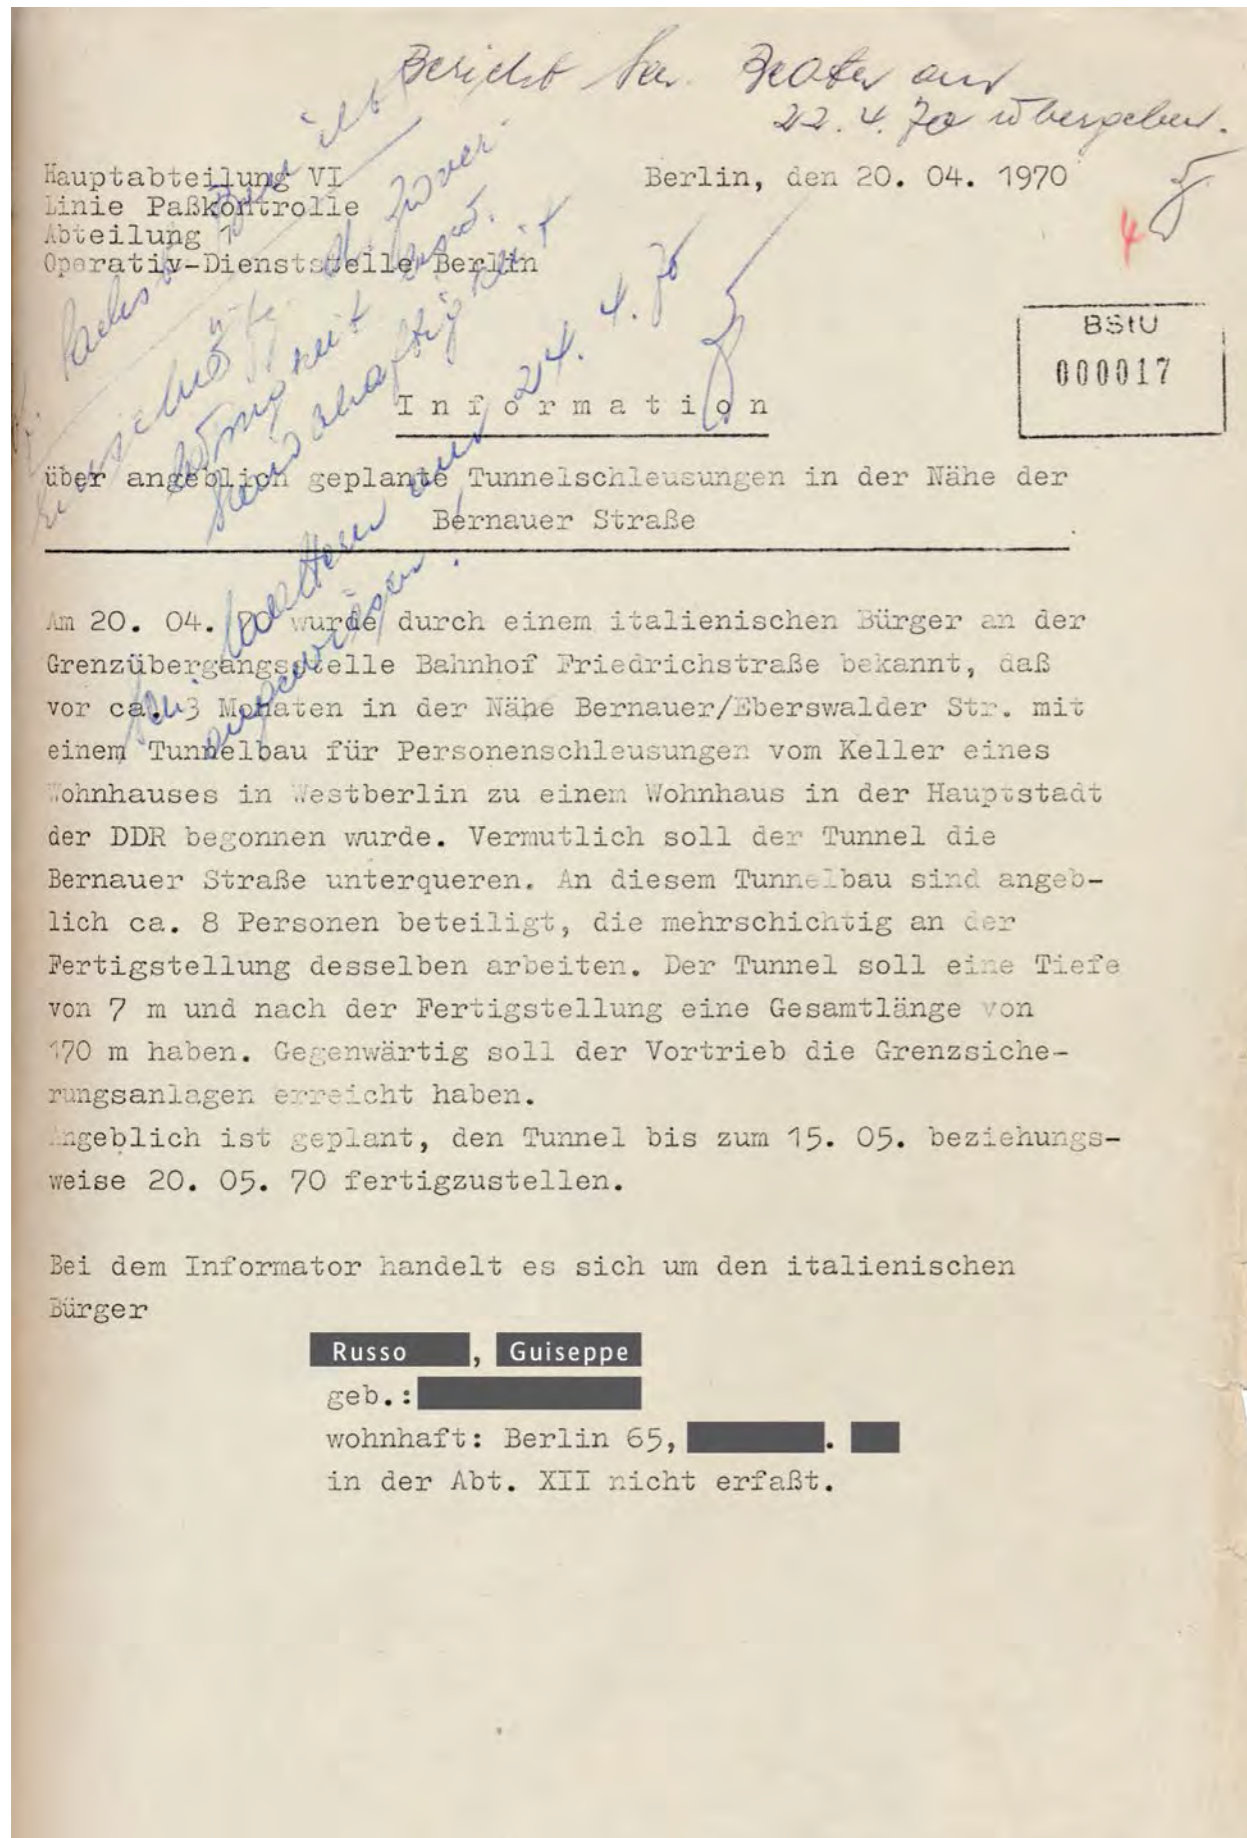 Bericht Gen. Beater am
22.4.70 übergeben.
Hauptabteilung VI
Linie Paßkontrolle
Abteilung 1
Operativ-Dienststelle Berlin
Berlin, den 20. 04. 1970
4
BStU
000017
24. 4. 70
Information
über angeblich geplante Tunnelschleusungen in der Nähe der
Bernauer Straße
Am 20. 04. 70 wurde durch einem italienischen Bürger an der
Grenzübergangsstelle Bahnhof Friedrichstraße bekannt, daß
vor ca. 3 Monaten in der Nähe Bernauer/Eberswalder Str. mit
einem Tunnelbau für Personenschleusungen vom Keller eines
Wohnhauses in Westberlin zu einem Wohnhaus in der Hauptstadt
der DDR begonnen wurde. Vermutlich soll der Tunnel die
Bernauer Straße unterqueren. An diesem Tunnelbau sind angeb-
lich ca. 8 Personen beteiligt, die mehrschichtig an der
Fertigstellung desselben arbeiten. Der Tunnel soll eine Tiefe
von 7 m und nach der Fertigstellung eine Gesamtlänge von
170 m haben. Gegenwärtig soll der Vortrieb die Grenzsiche-
rungsanlagen erreicht haben.
Angeblich ist geplant, den Tunnel bis zum 15. 05. beziehungs-
weise 20. 05. 70 fertigzustellen.
Bei dem Informator handelt es sich um den italienischen
Bürger
Russo, Guiseppe
geb.:
wohnhaft: Berlin 65, .
in der Abt. XII nicht erfaßt.